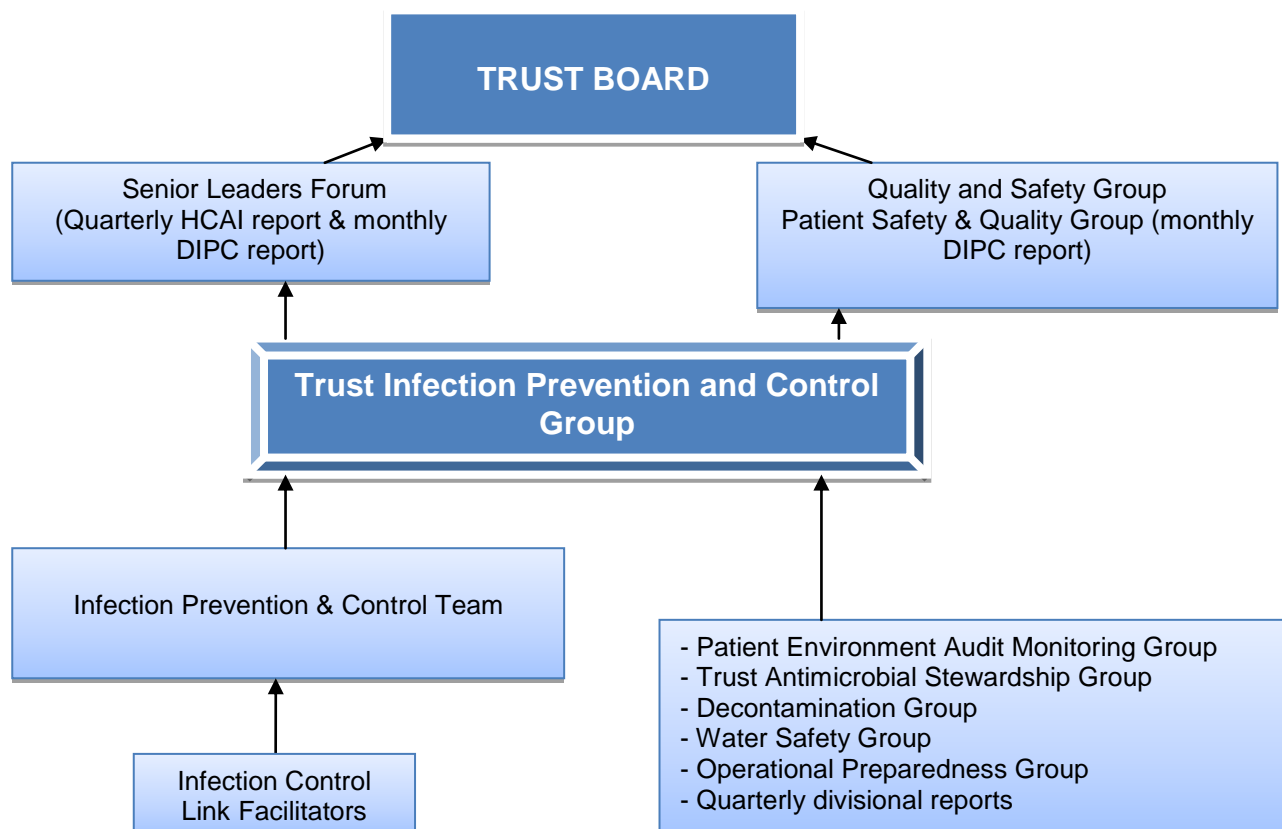 TRUST BOARD
Senior Leaders Forum
(Quarterly HCAI report & monthly
DIPC report)
Quality and Safety Group
Patient Safety & Quality Group (monthly
DIPC report)
Trust Infection Prevention and Control
Group
Infection Prevention & Control Team
- Patient Environment Audit Monitoring Group
- Trust Antimicrobial Stewardship Group
- Decontamination Group
- Water Safety Group
- Operational Preparedness Group
- Quarterly divisional reports
Infection Control
Link Facilitators